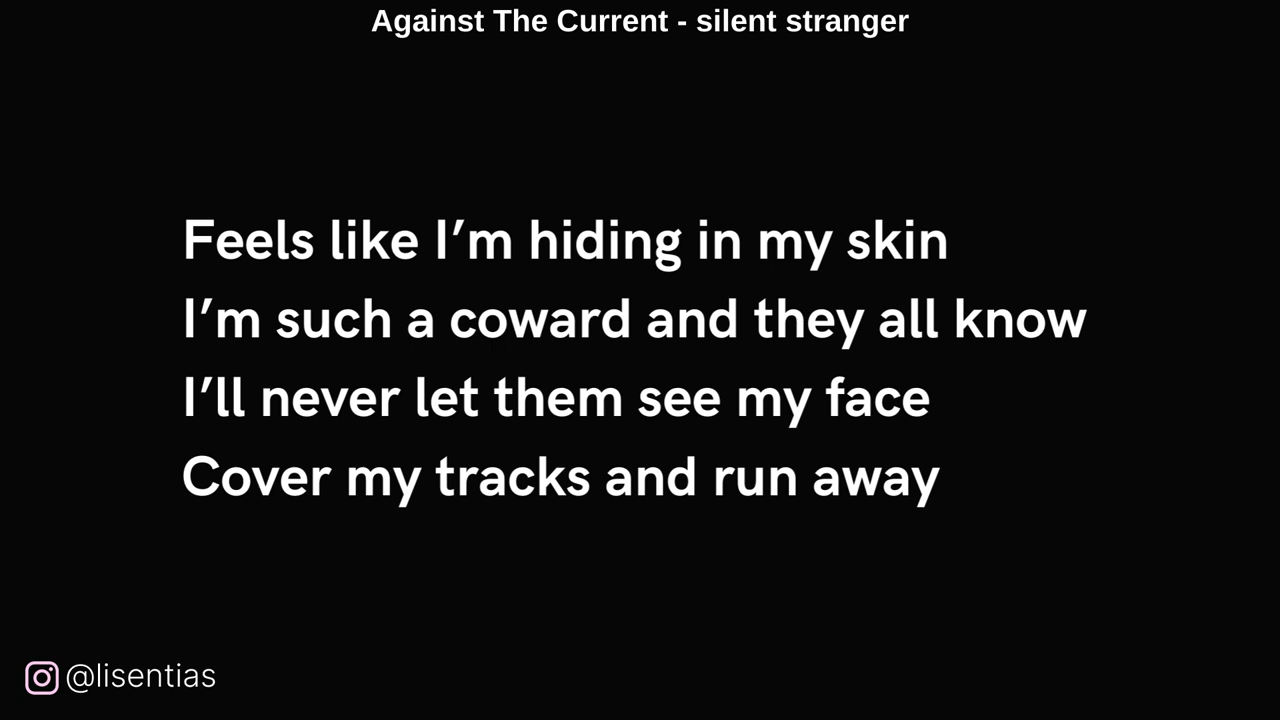 Against The Current - silent stranger
Feels like I’m hiding in my skin
I’m such a coward and they all know
I’ll never let them see my face
Cover my tracks and run away
@lisentias